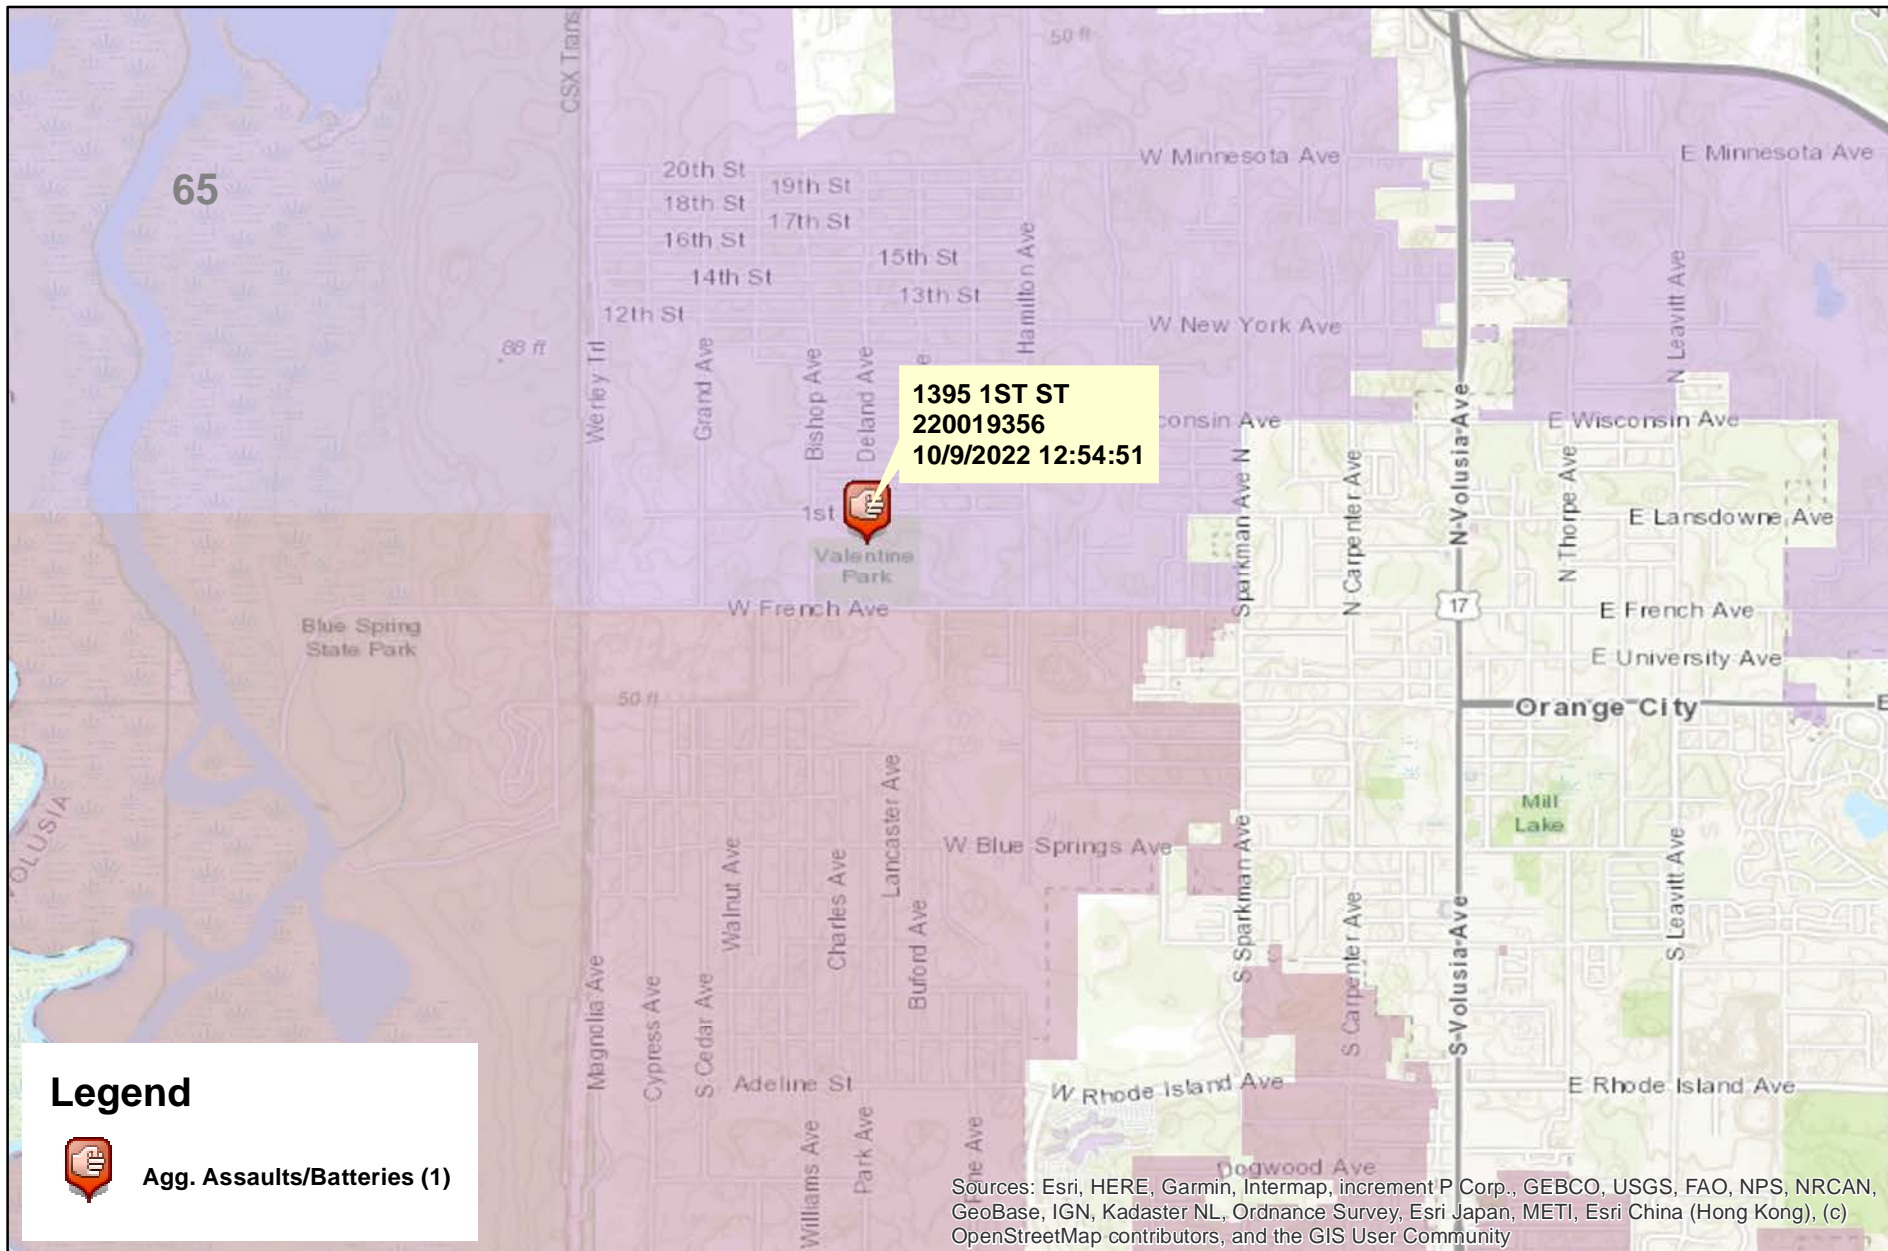 50 ft
CSX Trans
65
W Minnesota Ave
E Minnesota Ave
20th St
19th St
18th St
17th St
16th St
15th St
14th St
13th St
12th St
Hamilton Ave
W New York Ave
N Leavitt Ave
88 ft
Werley Trl
Grand Ave
Bishop Ave
Deland Ave
e
1395 1ST ST
220019356
10/9/2022 12:54:51
consin Ave
E Wisconsin Ave
N Volusia Ave
Sparkman Ave N
N Carpenter Ave
N Thorpe Ave
1st
E Lansdowne Ave
Valentine
Park
W French Ave
17
E French Ave
Blue Spring
State Park
E University Ave
50 ft
Orange City
E
VOLUSIA
Mill
Lake
W Blue Springs Ave
Lancaster Ave
Walnut Ave
Charles Ave
Buford Ave
S Sparkman Ave
S Carpenter Ave
S Volusia Ave
S Leavitt Ave
Magnolia Ave
Cypress Ave
S Cedar Ave
Adeline St
W Rhode Island Ave
E Rhode Island Ave
Williams Ave
Park Ave
ne Ave
Dogwood Ave
Legend
Agg. Assaults/Batteries (1)
Sources: Esri, HERE, Garmin, Intermap, increment P Corp., GEBCO, USGS, FAO, NPS, NRCAN,
GeoBase, IGN, Kadaster NL, Ordnance Survey, Esri Japan, METI, Esri China (Hong Kong), (c)
OpenStreetMap contributors, and the GIS User Community